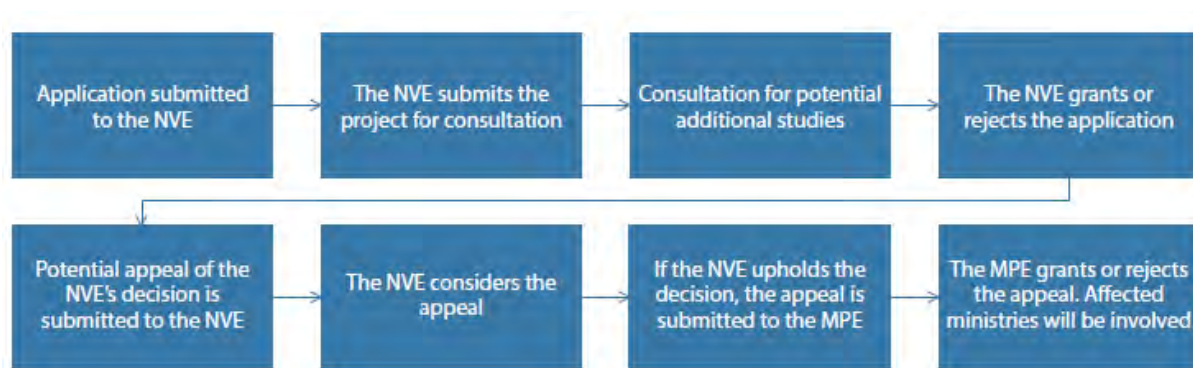 Application submitted
to the NVE
The NVE submits the
project for consultation
Consultation for potential
additional studies
The NVE grants or
rejects the application
Potential appeal of the
NVE's decision is
submitted to the NVE
The NVE considers the
appeal
If the NVE upholds the
decision, the appeal is
submitted to the MPE
The MPE grants or rejects
the appeal. Affected
ministries will be involved